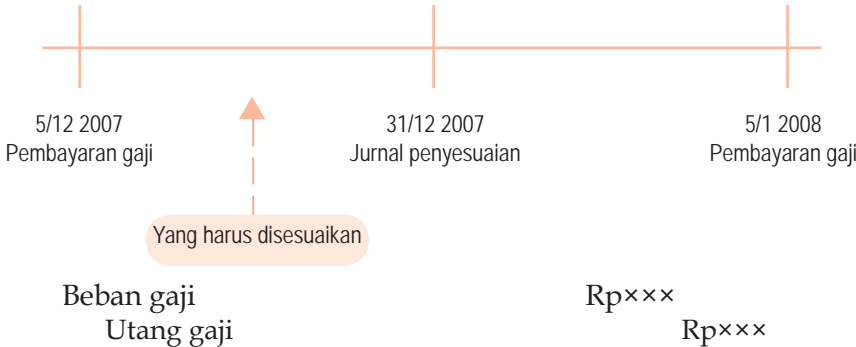 5/12 2007 31/12 2007 5/1 2008
Pembayaran gaji Jurnal penyesuaian Pembayaran gaji
Yang harus disesuaikan
Beban gaji Rp×××
Utang gaji Rp×××